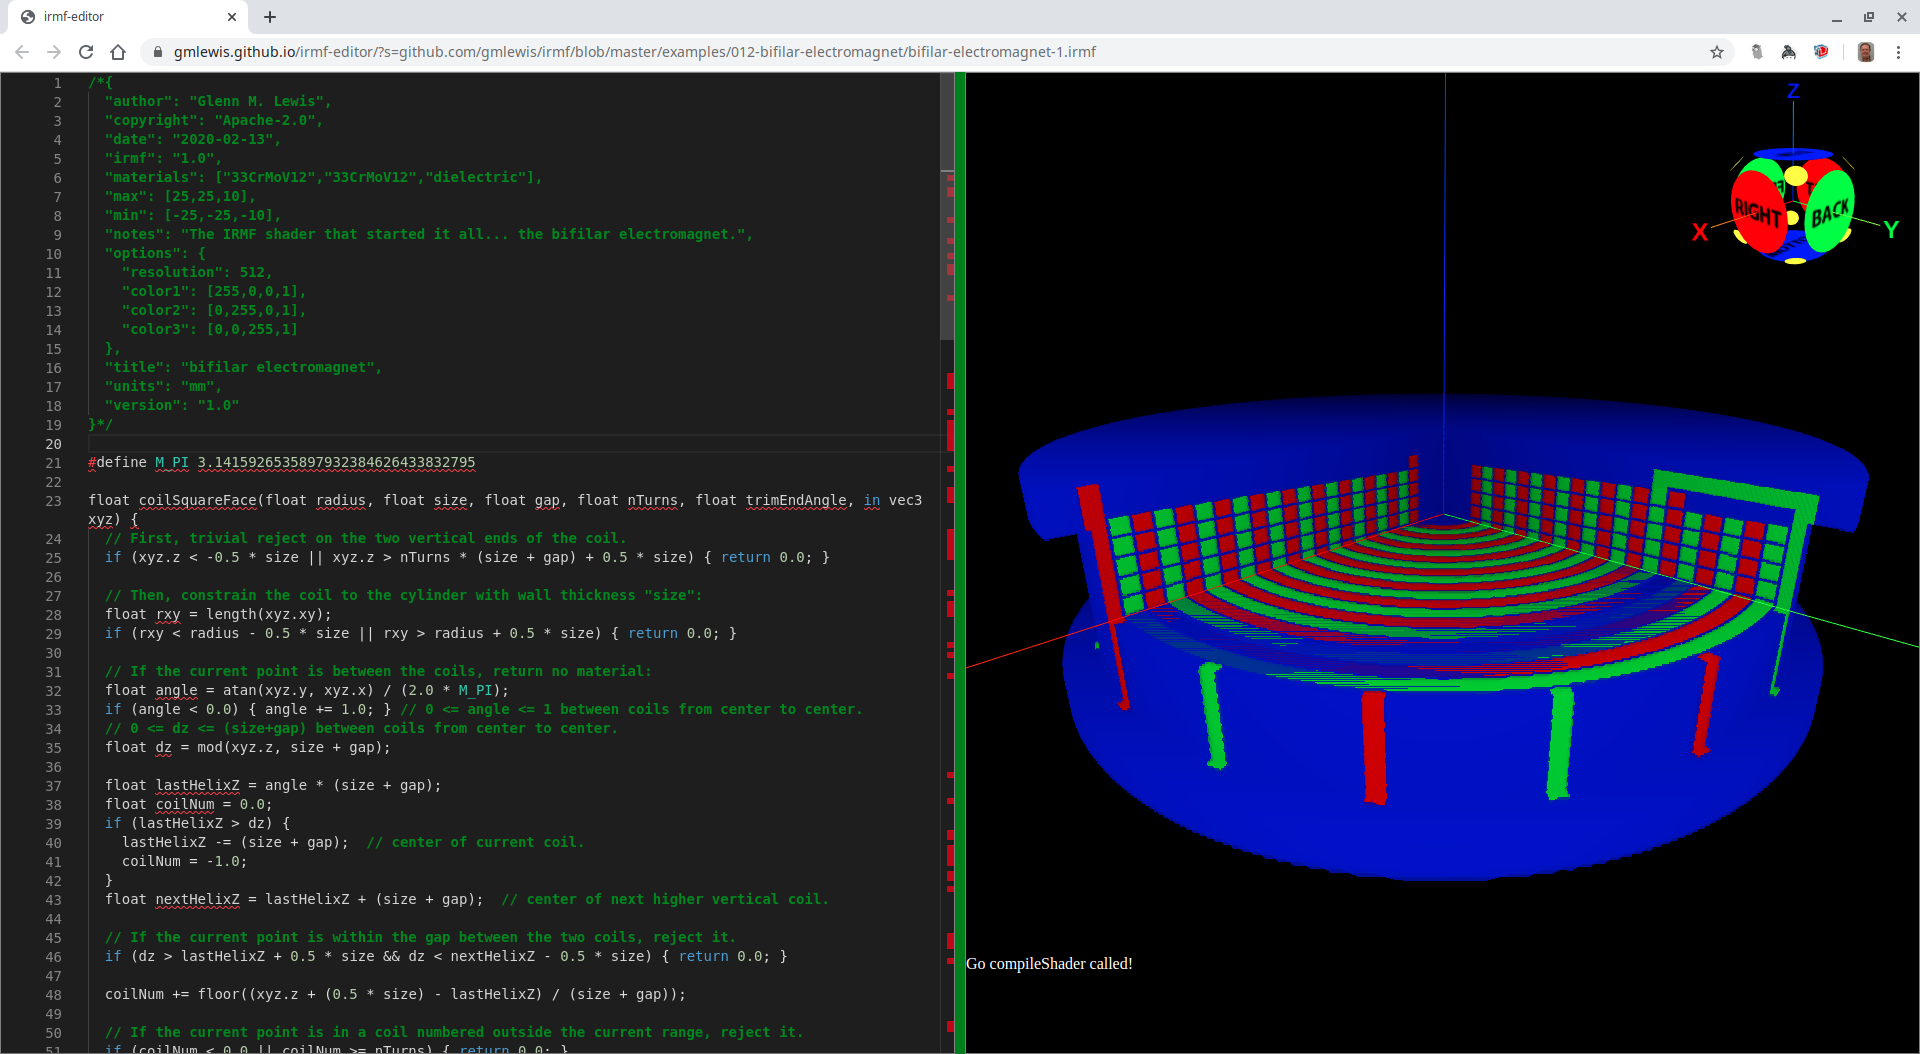 irmf-editor
gmlewis.github.io/irmf-editor/?s=github.com/gmlewis/irmf/blob/master/examples/012-bifilar-electromagnet/bifilar-electromagnet-1.irmf
1 /*{
2 "author": "Glenn M. Lewis",
3 "copyright": "Apache-2.0",
4 "date": "2020-02-13",
5 "irmf": "1.0",
6 "materials": ["33CrMoV12","33CrMoV12","dielectric"],
7 "max": [25,25,10],
8 "min": [-25,-25,-10],
9 "notes": "The IRMF shader that started it all... the bifilar electromagnet.",
10 "options": {
11 "resolution": 512,
12 "color1": [255,0,0,1],
13 "color2": [0,255,0,1],
14 "color3": [0,0,255,1]
15 },
16 "title": "bifilar electromagnet",
17 "units": "mm",
18 "version": "1.0"
19 }*/
20
21 #define M_PI 3.1415926535897932384626433832795
22
23 float coilSquareFace(float radius, float size, float gap, float nTurns, float trimEndAngle, in vec3
xyz) {
24 // First, trivial reject on the two vertical ends of the coil.
25 if (xyz.z < -0.5 * size || xyz.z > nTurns * (size + gap) + 0.5 * size) { return 0.0; }
26
27 // Then, constrain the coil to the cylinder with wall thickness "size":
28 float rxy = length(xyz.xy);
29 if (rxy < radius - 0.5 * size || rxy > radius + 0.5 * size) { return 0.0; }
30
31 // If the current point is between the coils, return no material:
32 float angle = atan(xyz.y, xyz.x) / (2.0 * M_PI);
33 if (angle < 0.0) { angle += 1.0; } // 0 <= angle <= 1 between coils from center to center.
34 // 0 <= dz <= (size+gap) between coils from center to center.
35 float dz = mod(xyz.z, size + gap);
36
37 float lastHelixZ = angle * (size + gap);
38 float coilNum = 0.0;
39 if (lastHelixZ > dz) {
40 lastHelixZ -= (size + gap); // center of current coil.
41 coilNum = -1.0;
42 }
43 float nextHelixZ = lastHelixZ + (size + gap); // center of next higher vertical coil.
44
45 // If the current point is within the gap between the two coils, reject it.
46 if (dz > lastHelixZ + 0.5 * size && dz < nextHelixZ - 0.5 * size) { return 0.0; }
47
48 coilNum += floor((xyz.z + (0.5 * size) - lastHelixZ) / (size + gap));
49
50 // If the current point is in a coil numbered outside the current range, reject it.
51 if (coilNum < 0.0 || coilNum >= nTurns) { return 0.0; }
Z
RIGHT
BACK
X
Y
Go compileShader called!